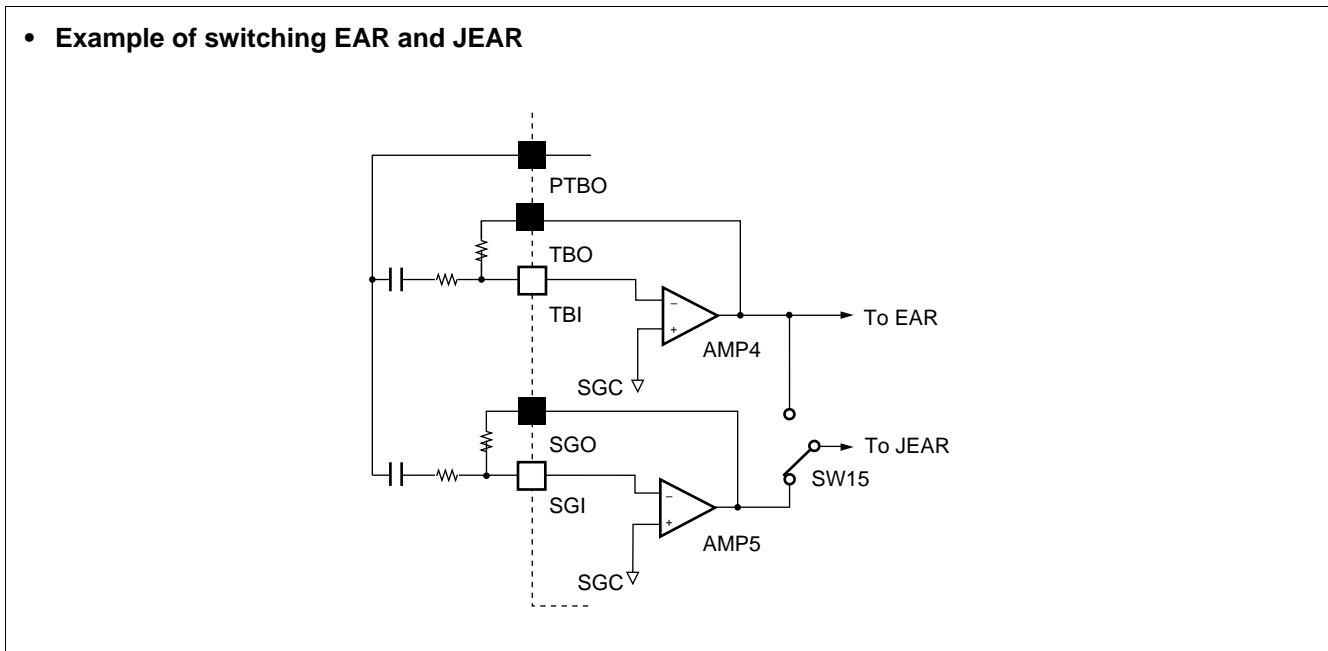 • Example of switching EAR and JEAR
PTBO
TBO
TBI
−
+
AMP4
To EAR
SGC
SGO
To JEAR
SW15
SGI
−
+
AMP5
SGC